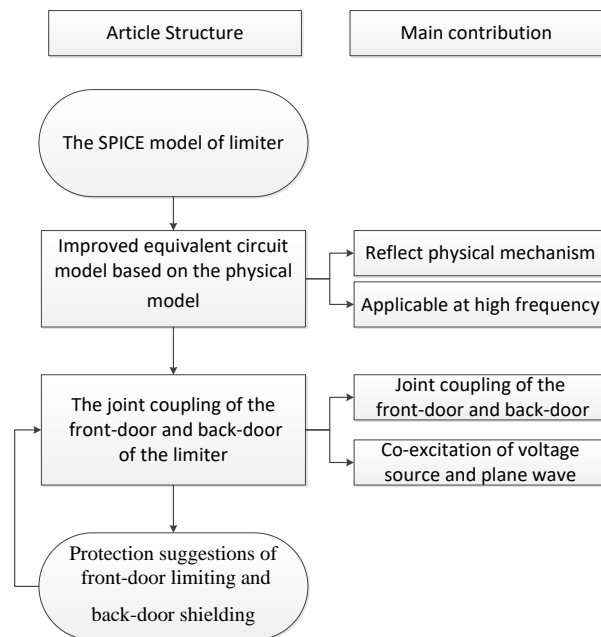 Article Structure
Main contribution
The SPICE model of limiter
Improved equivalent circuit
model based on the physical
model
Reflect physical mechanism
Applicable at high frequency
The joint coupling of the
front-door and back-door
of the limiter
Joint coupling of the
front-door and back-door
Co-excitation of voltage
source and plane wave
Protection suggestions of
front-door limiting and
back-door shielding